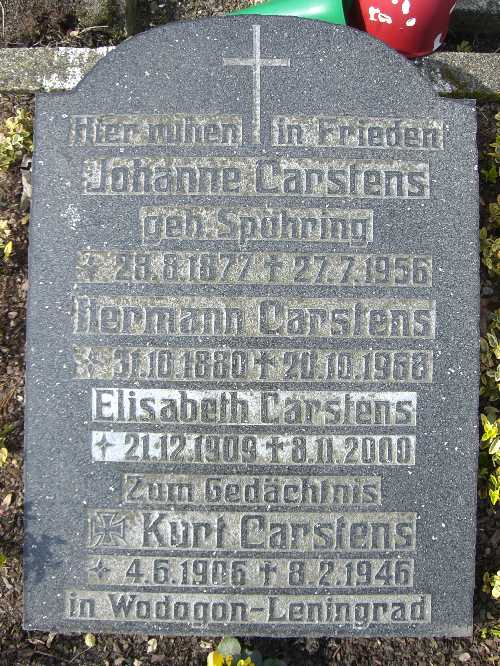 Hier ruhen in Frieden
Johanne Carstens
geb. Spöhring
* 28.8.1877 † 27.7.1956
Hermann Carstens
* 31.10.1880 † 20.10.1968
Elisabeth Carstens
* 21.12.1909 † 8.11.2000
Zum Gedächtnis
Kurt Carstens
* 4.6.1906 † 8.2.1946
in Wodogon-Leningrad